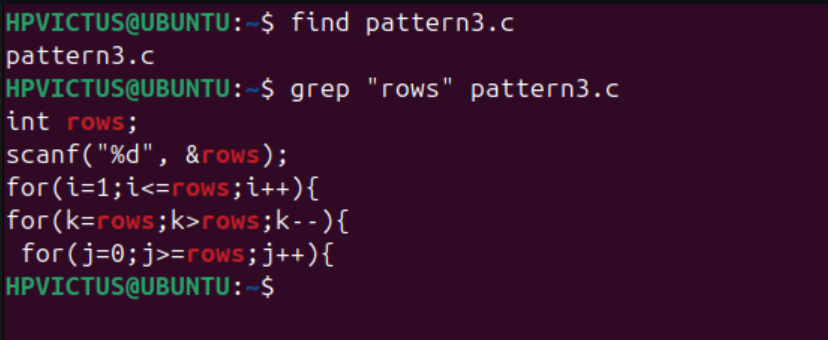 HPVICTUS@UBUNTU:~$ find pattern3.c
pattern3.c
HPVICTUS@UBUNTU:~$ grep "rows" pattern3.c
int rows;
scanf("%d", &rows);
for(i=1;i<=rows;i++){
for(k=rows;k>rows;k--){
 for(j=0;j>=rows;j++){
HPVICTUS@UBUNTU:~$